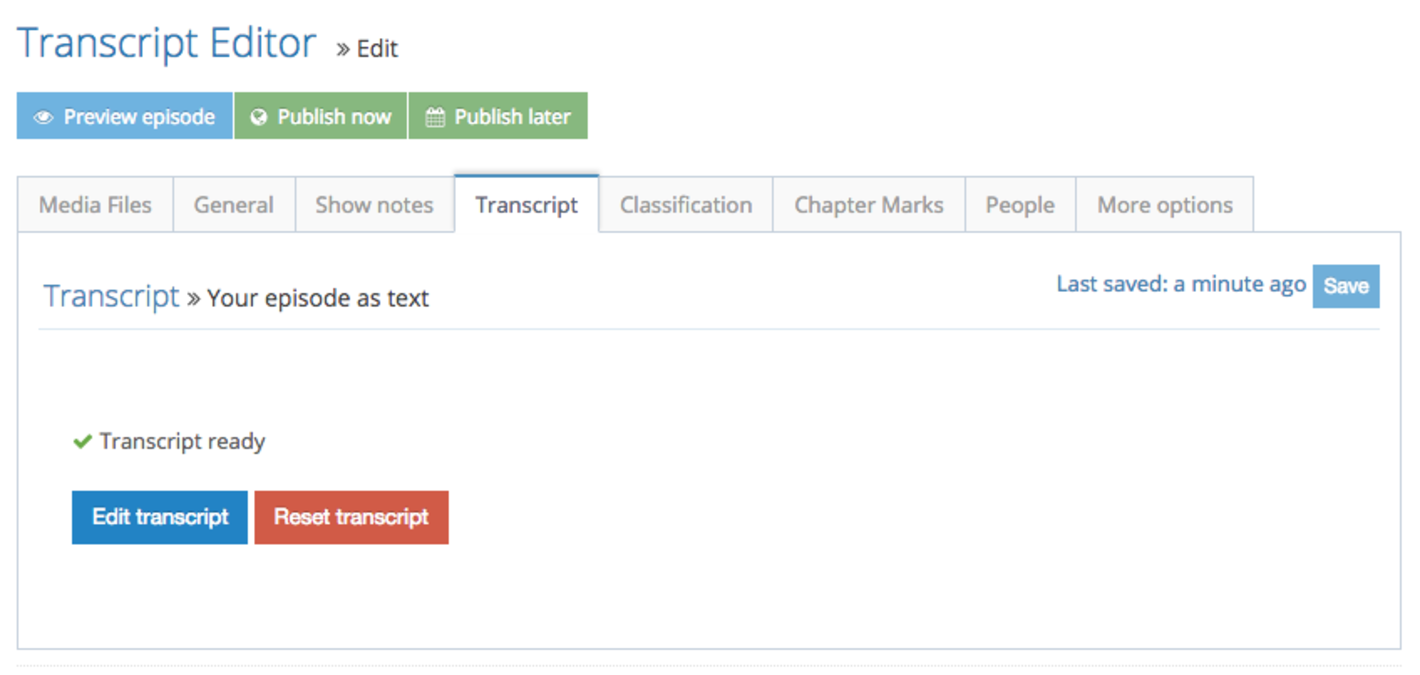 Transcript Editor » Edit
Preview episode Publish now Publish later
Media Files General Show notes Transcript Classification Chapter Marks People More options
Transcript » Your episode as text Last saved: a minute ago Save
Transcript ready
Edit transcript Reset transcript